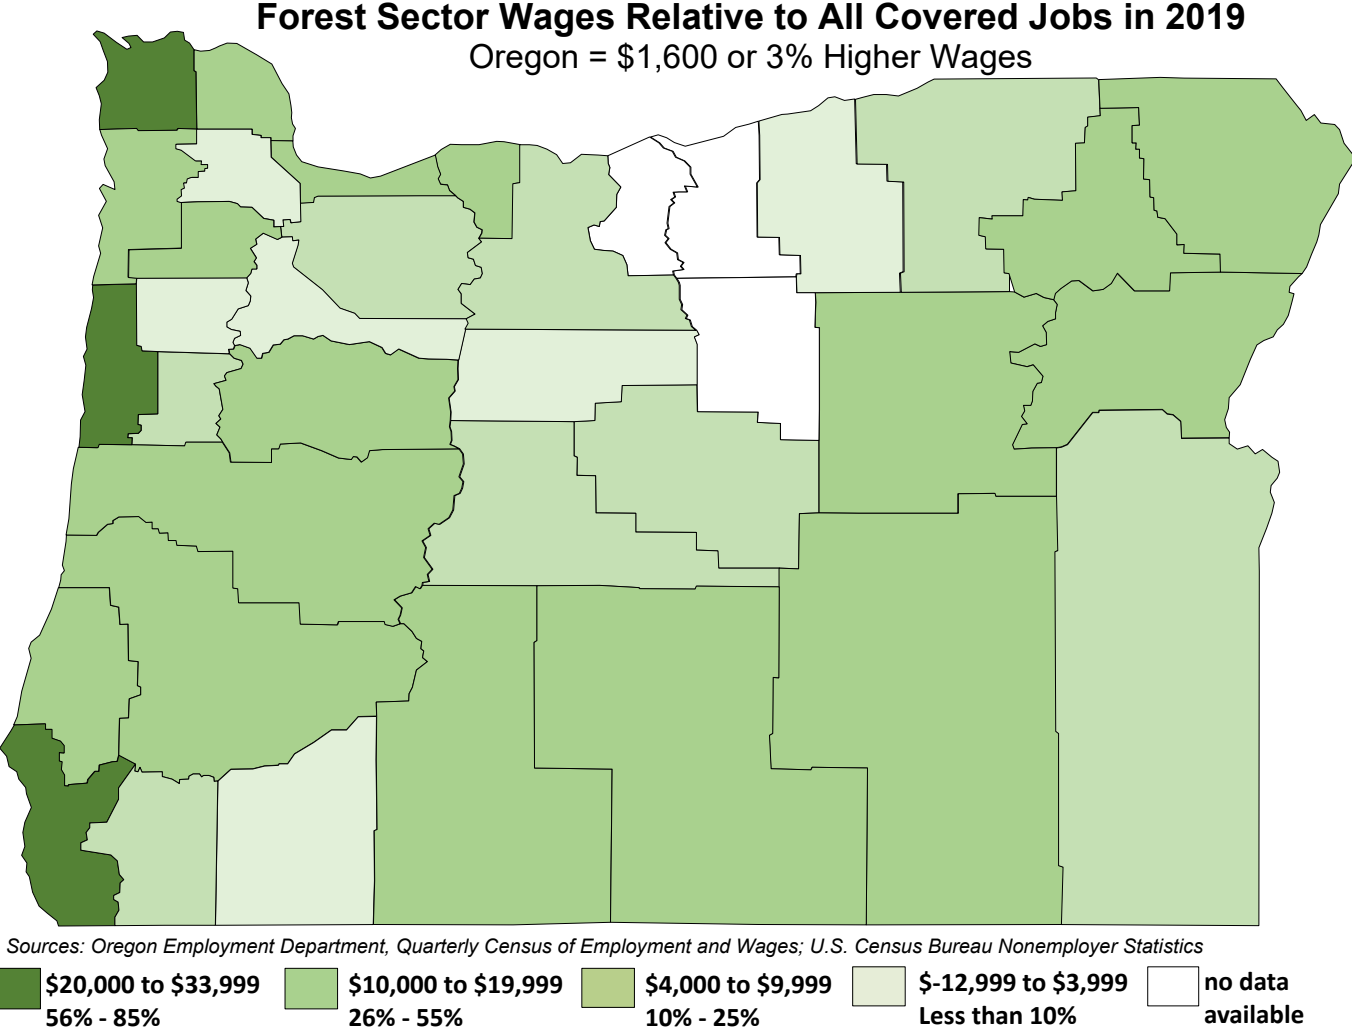 Forest Sector Wages Relative to All Covered Jobs in 2019
Oregon = $1,600 or 3% Higher Wages
Sources: Oregon Employment Department, Quarterly Census of Employment and Wages; U.S. Census Bureau Nonemployer Statistics
$20,000 to $33,999
56% - 85%
$10,000 to $19,999
26% - 55%
$4,000 to $9,999
10% - 25%
$-12,999 to $3,999
Less than 10%
no data
available